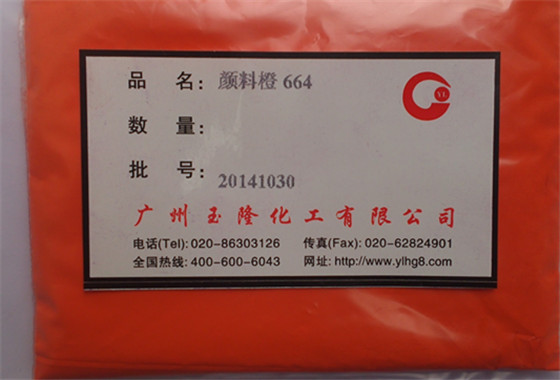 品 名: 颜料橙 664
数 量:
批 号: 20141030
广州玉隆化工有限公司
电话(Tel): 020-86303126 传真(Fax): 020-62824901
全国热线: 400-600-6043 网址: http://www.ylhg8.com